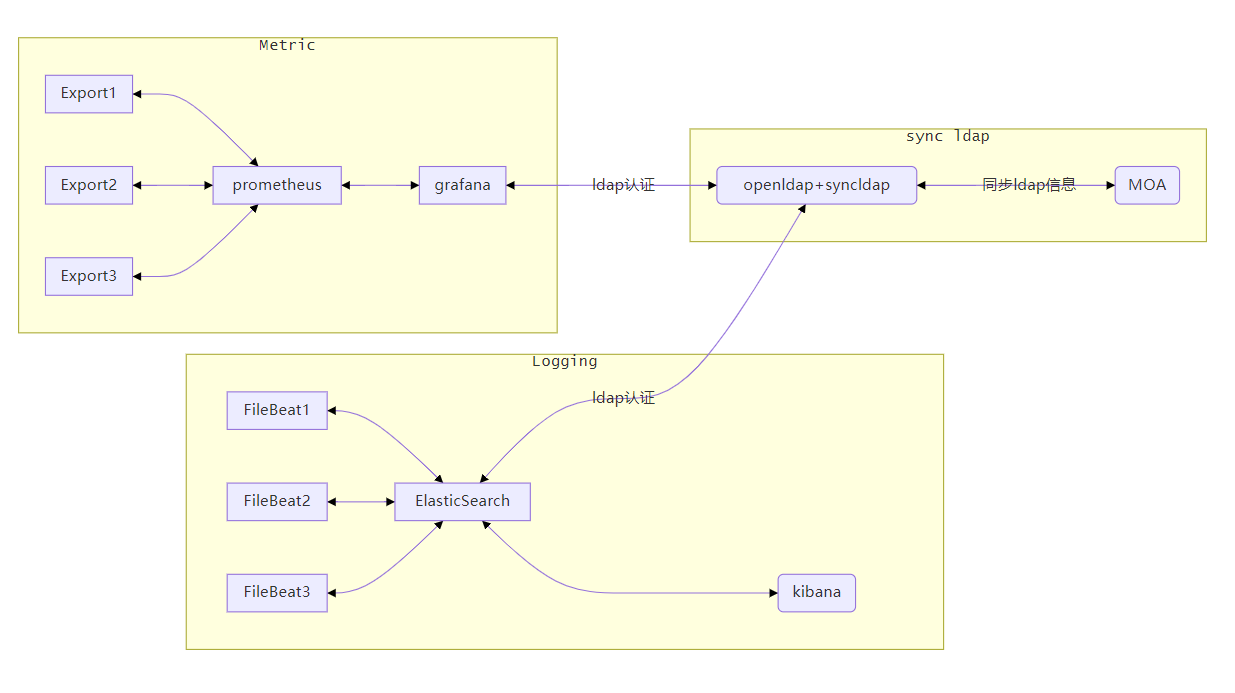 Metric
Export1
Export2
Export3
prometheus
grafana
ldap认证
sync ldap
openldap+syncldap
同步ldap信息
MOA
Logging
ldap认证
FileBeat1
FileBeat2
FileBeat3
ElasticSearch
kibana